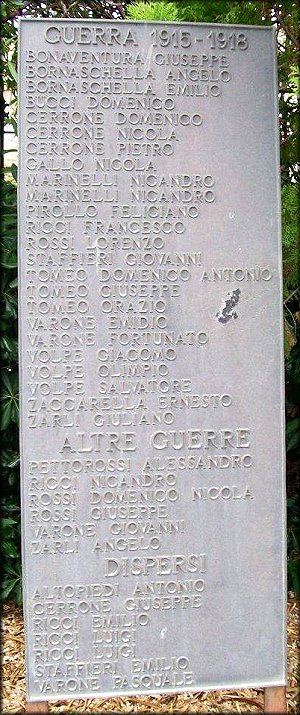 GUERRA 1915-1918
BONAVENTURA GIUSEPPE
BORNASCHELLA ANGELO
BORNASCHELLA EMILIO
BUCCI DOMENICO
CERRONE DOMENICO
CERRONE NICOLA
CERRONE PIETRO
GALLO NICOLA
MARINELLI NICANDRO
MARINELLI NICANDRO
PIROLLO FELICIANO
RICCI FRANCESCO
ROSSI LORENZO
STAFFIERI GIOVANNI
TOMEO DOMENICO ANTONIO
TOMEO GIUSEPPE
TOMEO ORAZIO
VARONE EMIDIO
VARONE FORTUNATO
VOLPE GIACOMO
VOLPE OLIMPIO
VOLPE SALVATORE
ZACCARELLA ERNESTO
ZARLI GIULIANO
ALTRE GUERRE
PETTOROSSI ALESSANDRO
RICCI NICANDRO
ROSSI DOMENICO NICOLA
ROSSI GIUSEPPE
VARONE GIOVANNI
ZARLI ANGELO
DISPERSI
ALTOPIEDI ANTONIO
CERRONE GIUSEPPE
RICCI EMILIO
RICCI LUIGI
RICCI LUIGI
STAFFIERI EMILIO
VARONE PASQUALE